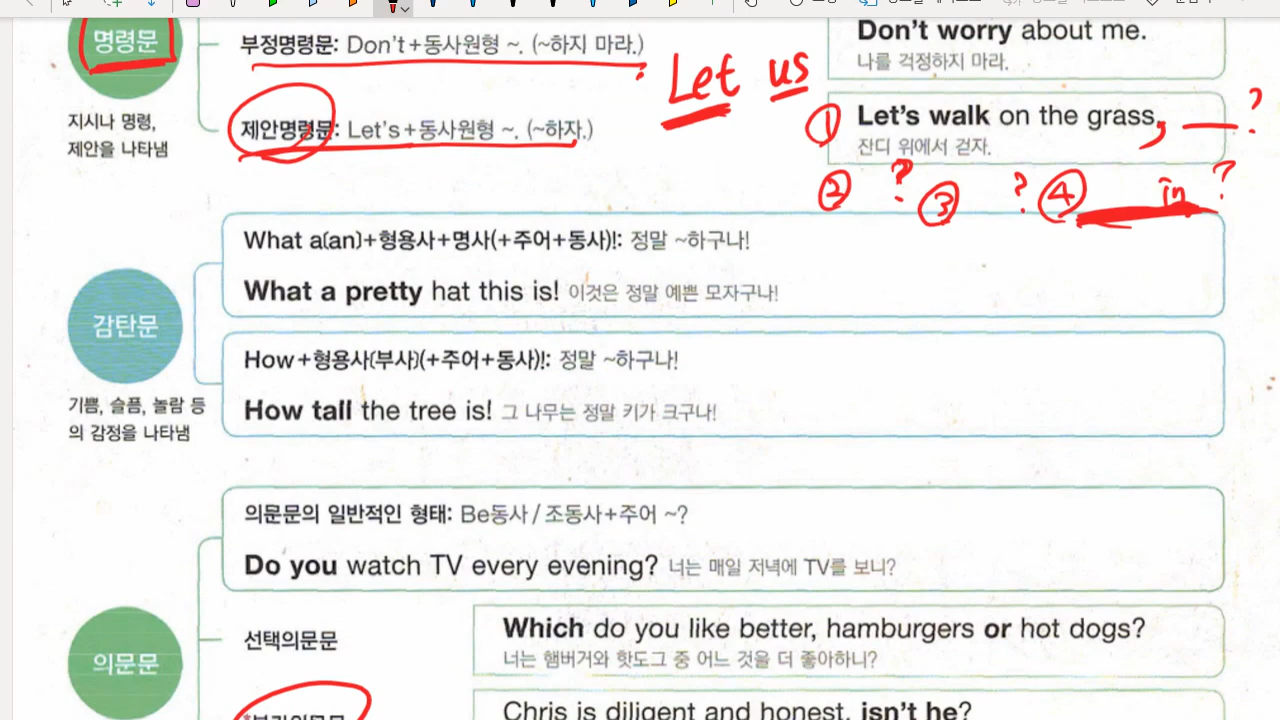 명령문
부정명령문: Don't+동사원형 ~. (~하지 마라.)
Don't worry about me.
나를 걱정하지 마라.
Let us
지시나 명령,
제안을 나타냄
제안명령문: Let's+동사원형 ~. (~하자.)
① Let's walk on the grass, ?
잔디 위에서 걷자.
② ? ③ ? ④ in ?
What a(an)+형용사+명사(+주어+동사)!: 정말 ~하구나!
What a pretty hat this is! 이것은 정말 예쁜 모자구나!
감탄문
How+형용사(부사)(+주어+동사)!: 정말 ~하구나!
기쁨, 슬픔, 놀람 등
의 감정을 나타냄
How tall the tree is! 그 나무는 정말 키가 크구나!
의문문의 일반적인 형태: Be동사/조동사+주어 ~?
Do you watch TV every evening? 너는 매일 저녁에 TV를 보니?
의문문
선택의문문
Which do you like better, hamburgers or hot dogs?
너는 햄버거와 핫도그 중 어느 것을 더 좋아하니?
Chris is diligent and honest, isn't he?